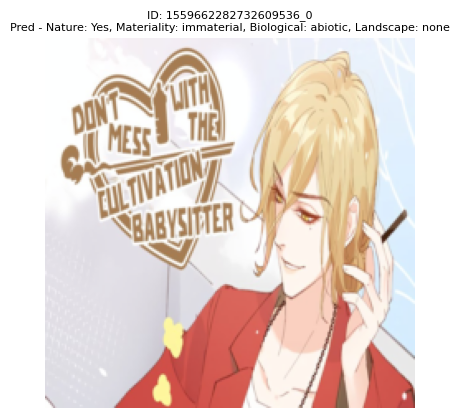 ID: 1559662282732609536_0
Pred - Nature: Yes, Materiality: immaterial, Biological: abiotic, Landscape: none
DON'T WITH
MESS THE
CULTIVATION
BABYSITTER